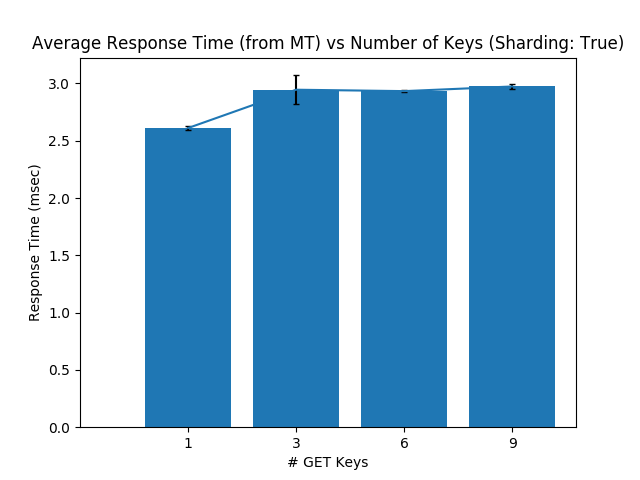 Average Response Time (from MT) vs Number of Keys (Sharding: True)
3.0
2.5
2.0
1.5
1.0
0.5
0.0
Response Time (msec)
1 3 6 9
# GET Keys